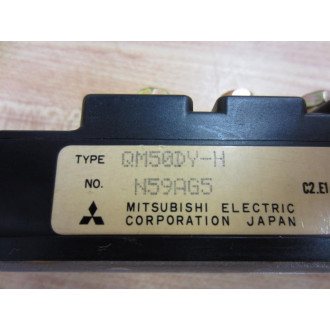 TYPE QM50DY-H
NO. N59AG5
C2.E1
MITSUBISHI ELECTRIC
CORPORATION JAPAN